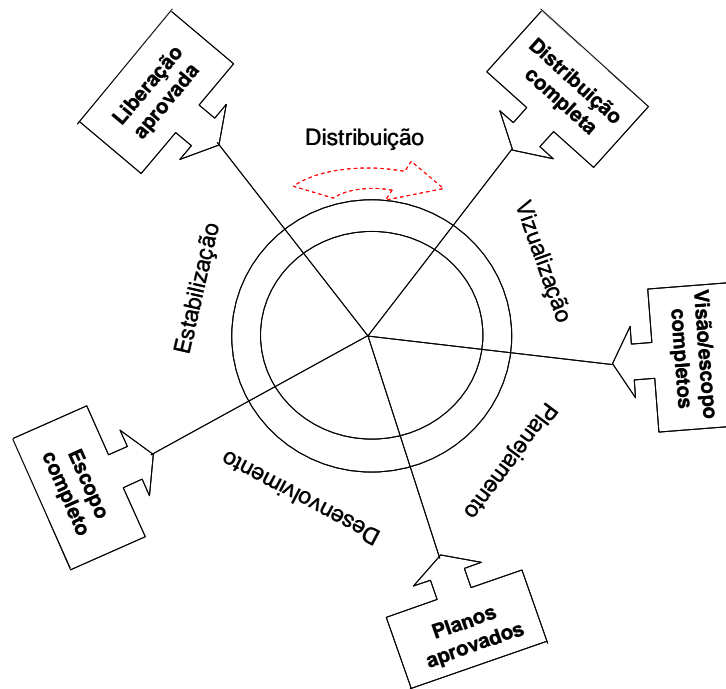 Liberação
aprovada
Distribuição
completa
Distribuição
Vizualização
Estabilização
Visão/escopo
completos
Planejamento
Desenvolvimento
Escopo
completo
Planos
aprovados